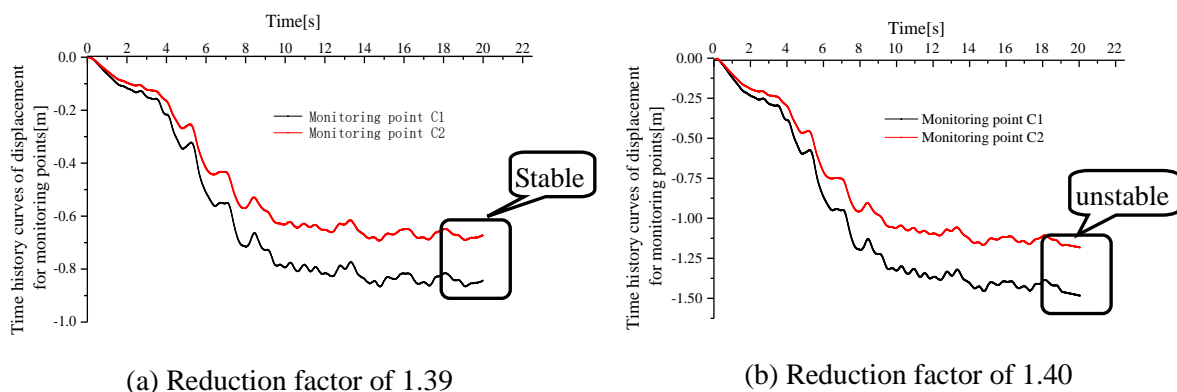 Time[s]
0 2 4 6 8 10 12 14 16 18 20 22
0.0
-0.2
-0.4
-0.6
-0.8
-1.0
Time history curves of displacement
for monitoring points[m]
Monitoring point C1
Monitoring point C2
Stable
(a) Reduction factor of 1.39
Time[s]
0 2 4 6 8 10 12 14 16 18 20 22
0.00
-0.25
-0.50
-0.75
-1.00
-1.25
-1.50
Time history curves of displacement
for monitoring points[m]
Monitoring point C1
Monitoring point C2
unstable
(b) Reduction factor of 1.40